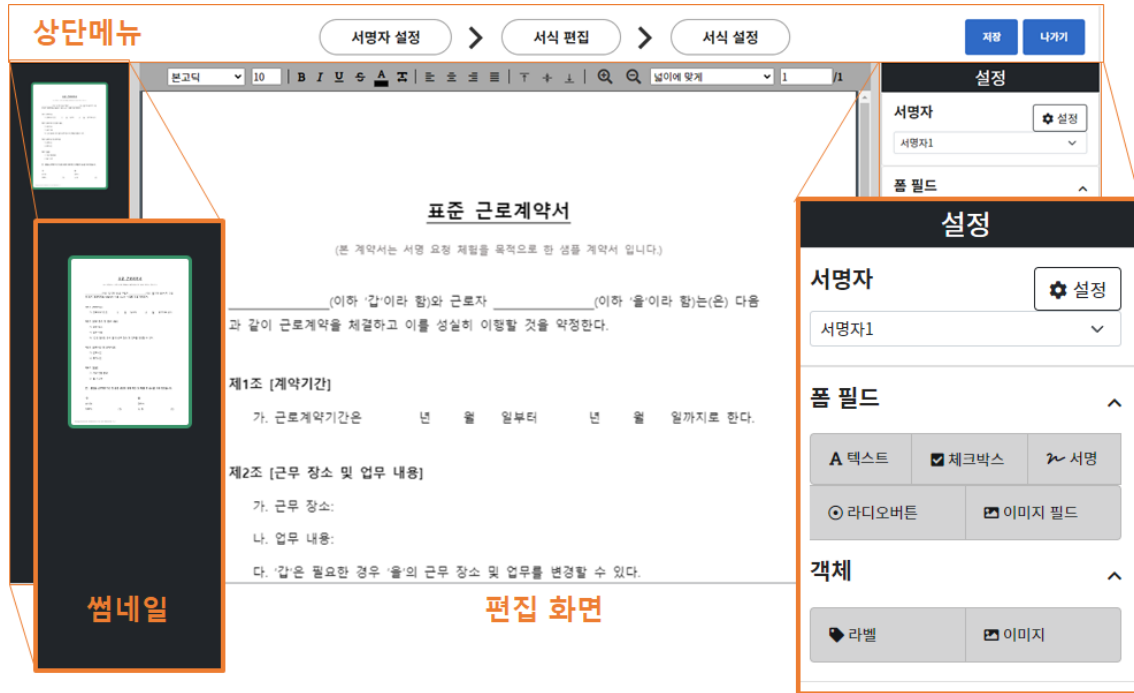 상단메뉴
서명자 설정
서식 편집
서식 설정
저장
나가기
본고딕 10 B I U S A 넓이에 맞게 1 /1
설정
서명자
설정
서명자1
폼 필드
표준 근로계약서
(본 계약서는 서명 요청 체험을 목적으로 한 샘플 계약서 입니다.)
____________(이하 '갑'이라 함)와 근로자 ____________(이하 '을'이라 함)는(은) 다음
과 같이 근로계약을 체결하고 이를 성실히 이행할 것을 약정한다.
제1조 [계약기간]
가. 근로계약기간은 년 월 일부터 년 월 일까지로 한다.
제2조 [근무 장소 및 업무 내용]
가. 근무 장소:
나. 업무 내용:
다. '갑'은 필요한 경우 '을'의 근무 장소 및 업무를 변경할 수 있다.
썸네일
편집 화면
설정
서명자
설정
서명자1
폼 필드
A 텍스트
체크박스
서명
라디오버튼
이미지 필드
객체
라벨
이미지